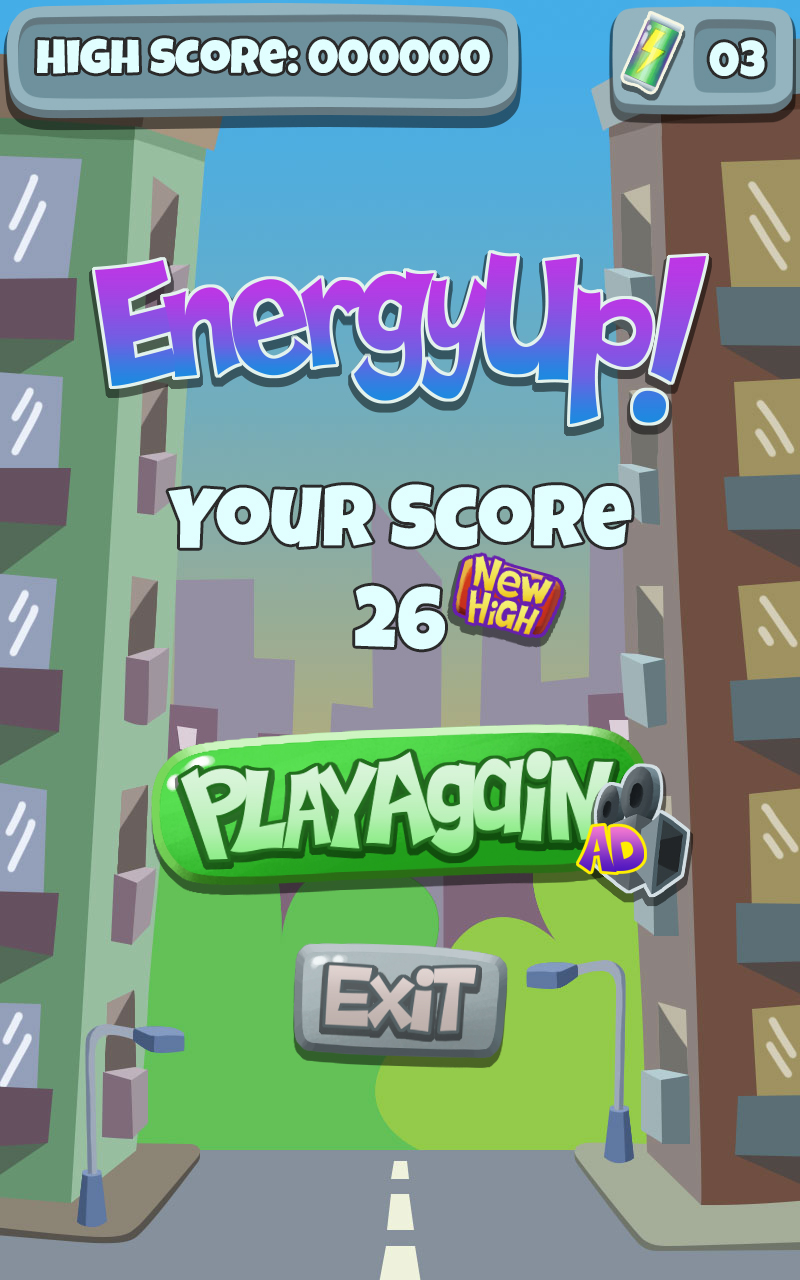 HIGH SCORE: 000000
03
EnergyUp!
YOUR SCORE
26
New
HiGH
PLAYAgaiN
AD
ExiT